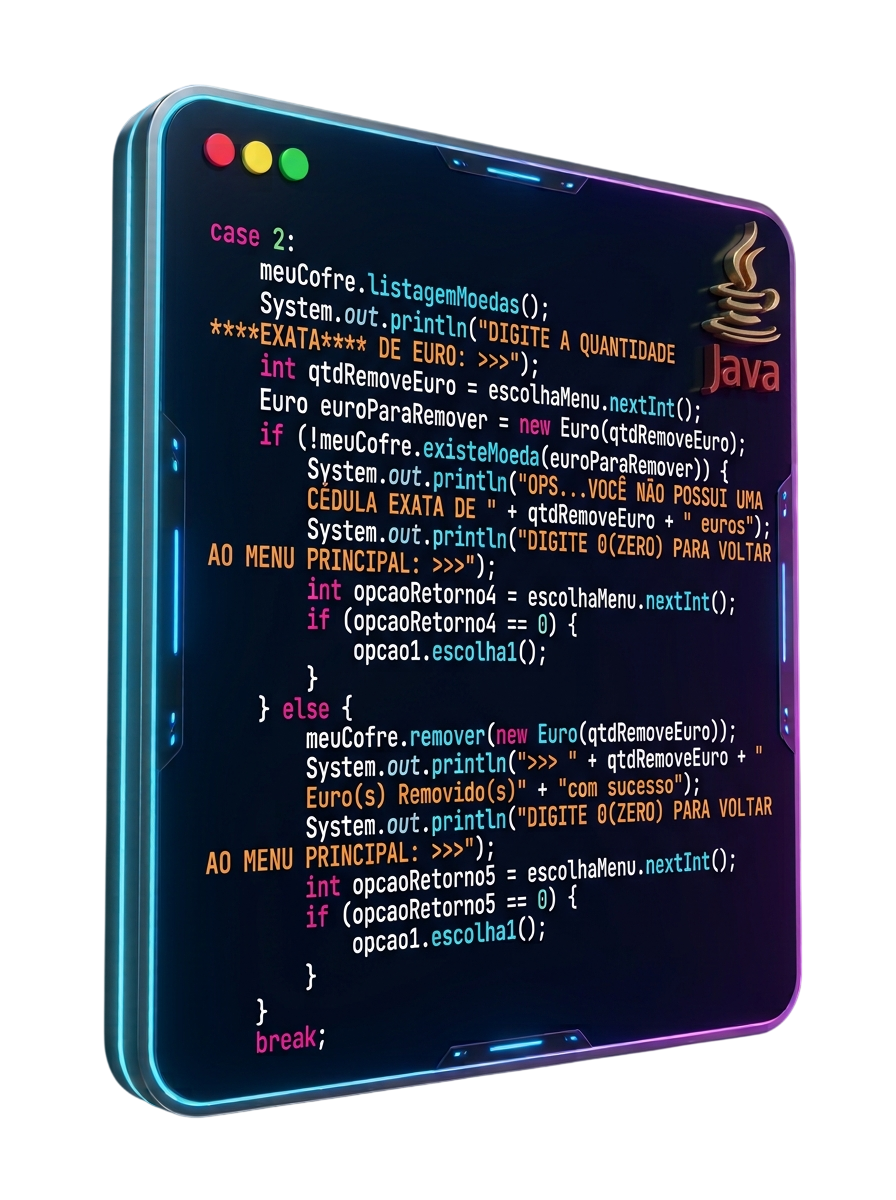 case 2:
meuCofre.listagemMoedas();
System.out.println("DIGITE A QUANTIDADE
****EXATA**** DE EURO: >>>");
int qtdRemoveEuro = escolhaMenu.nextInt();
Euro euroParaRemover = new Euro(qtdRemoveEuro);
if (!meuCofre.existeMoeda(euroParaRemover)) {
System.out.println("OPS...VOCÊ NÃO POSSUI UMA
CÉDULA EXATA DE " + qtdRemoveEuro + " euros");
System.out.println("DIGITE 0(ZERO) PARA VOLTAR
AO MENU PRINCIPAL: >>>");
int opcaoRetorno4 = escolhaMenu.nextInt();
if (opcaoRetorno4 == 0) {
opcao1.escolha1();
}
} else {
meuCofre.remover(new Euro(qtdRemoveEuro));
System.out.println(">>> " + qtdRemoveEuro + "
Euro(s) Removido(s)" + "com sucesso");
System.out.println("DIGITE 0(ZERO) PARA VOLTAR
AO MENU PRINCIPAL: >>>");
int opcaoRetorno5 = escolhaMenu.nextInt();
if (opcaoRetorno5 == 0) {
opcao1.escolha1();
}
}
break;
Java